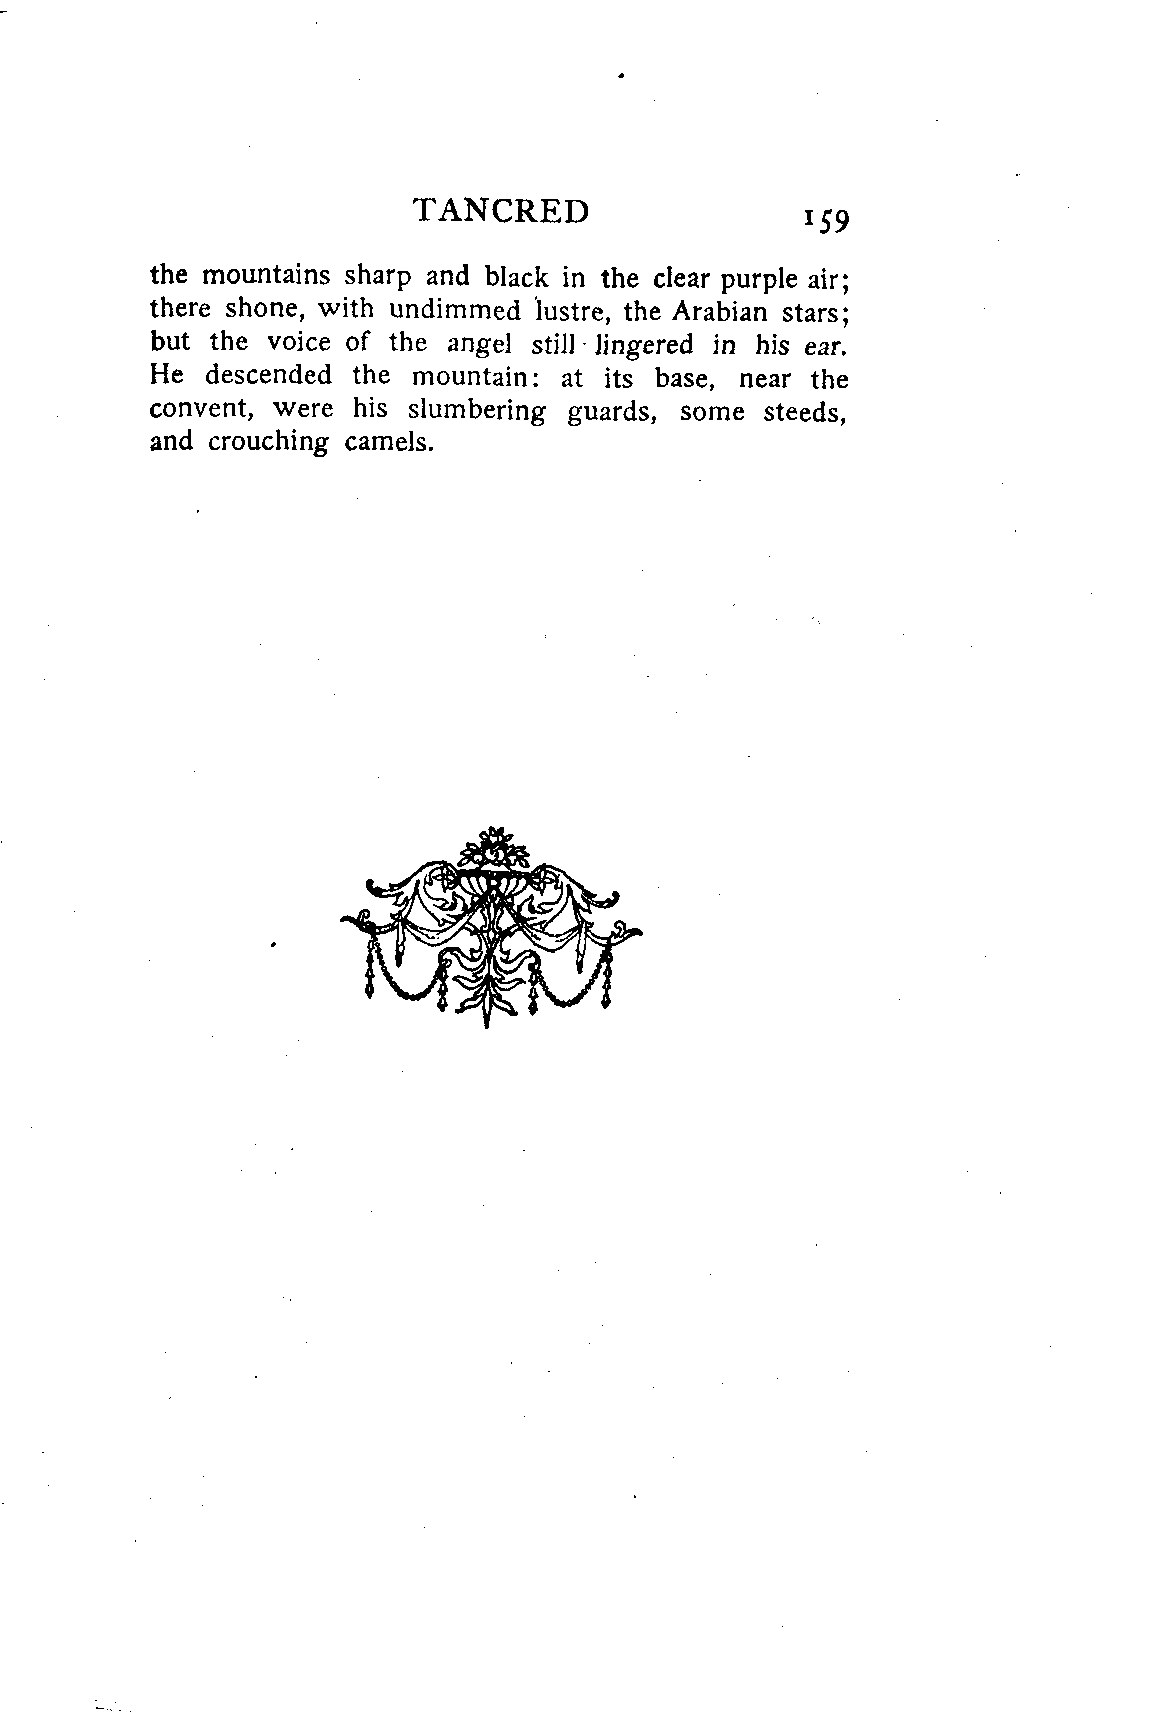 TANCRED 159
the mountains sharp and black in the clear purple air;
there shone, with undimmed lustre, the Arabian stars;
but the voice of the angel still lingered in his ear.
He descended the mountain: at its base, near the
convent, were his slumbering guards, some steeds,
and crouching camels.